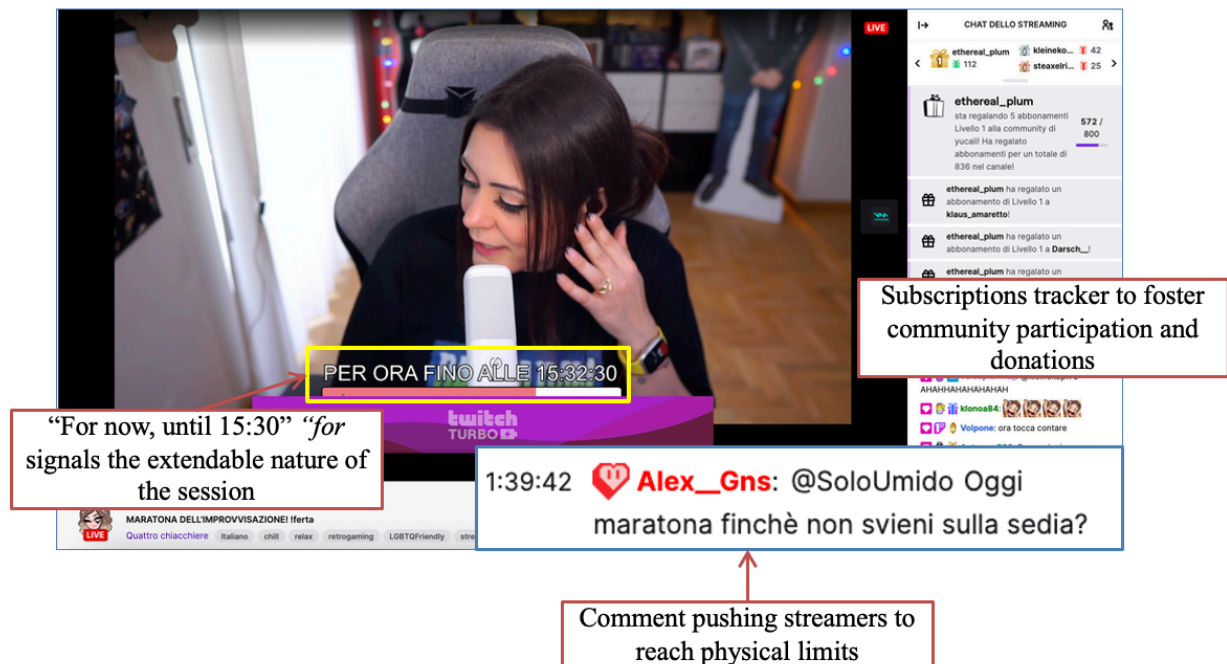 LIVE
CHAT DELLO STREAMING
ethereal_plum
112
kleineko... 42
steaxelri... 25
ethereal_plum
sta regalando 5 abbonamenti
Livello 1 alla community di
yucali! Ha regalato
abbonamenti per un totale di
836 nel canale!
572 /
800
ethereal_plum ha regalato un
abbonamento di Livello 1 a
klaus_amaretto!
ethereal_plum ha regalato un
abbonamento di Livello 1 a Darsch__!
ethereal_plum ha regalato un
Subscriptions tracker to foster
community participation and
donations
AHAHHAHAHAHAHAH
klonoa84:
Volpone: ora tocca contare
PER ORA FINO ALLE 15:32:30
twitch
TURBO
“For now, until 15:30” “for
signals the extendable nature of
the session
1:39:42 Alex__Gns: @SoloUmido Oggi
maratona finchè non svieni sulla sedia?
MARATONA DELL'IMPROVVISAZIONE! !ferta
LIVE
Quattro chiacchiere Italiano chill relax retrogaming LGBTQFriendly stre
Comment pushing streamers to
reach physical limits